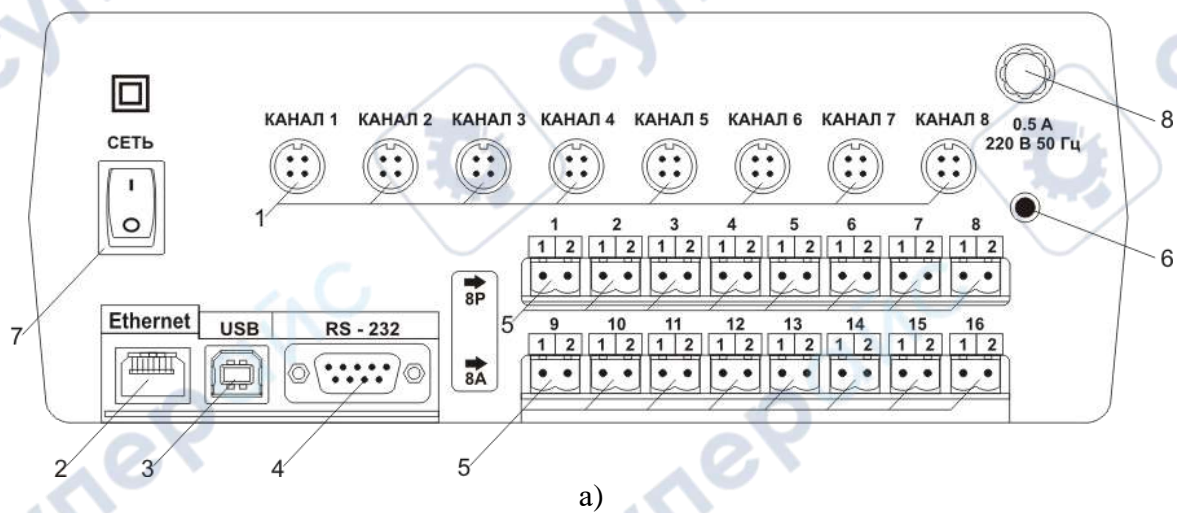 КАНАЛ 1 КАНАЛ 2 КАНАЛ 3 КАНАЛ 4 КАНАЛ 5 КАНАЛ 6 КАНАЛ 7 КАНАЛ 8
0.5 А
220 В 50 Гц
8
СЕТЬ
I
O
1
6
7
1 2 3 4 5 6 7 8
1 2 1 2 1 2 1 2 1 2 1 2 1 2 1 2
8Р
5
Ethernet USB RS - 232
9 10 11 12 13 14 15 16
1 2 1 2 1 2 1 2 1 2 1 2 1 2 1 2
8А
2 3 4 5
а)